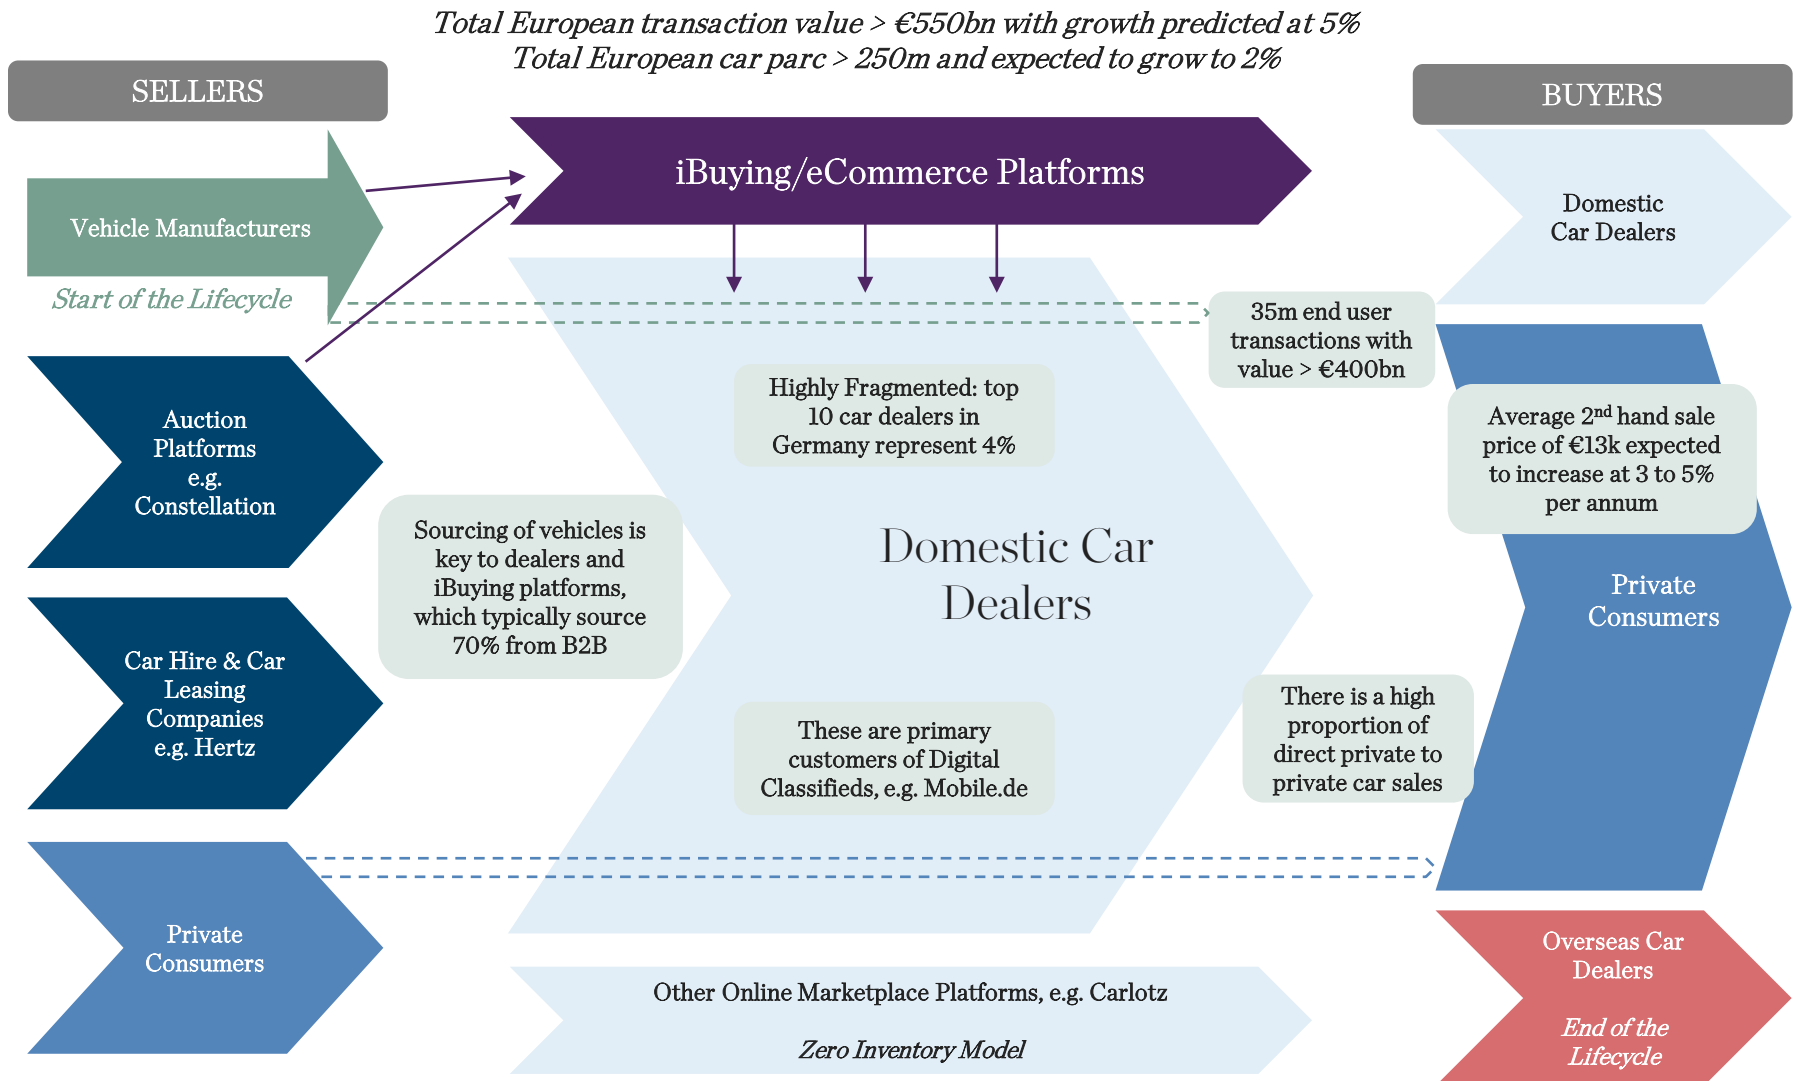 Total European transaction value > €550bn with growth predicted at 5%
Total European car parc > 250m and expected to grow to 2%
SELLERS
BUYERS
Vehicle Manufacturers
Start of the Lifecycle
iBuying/eCommerce Platforms
Domestic
Car Dealers
35m end user
transactions with
value > €400bn
Auction
Platforms
e.g.
Constellation
Highly Fragmented: top
10 car dealers in
Germany represent 4%
Average 2nd hand sale
price of €13k expected
to increase at 3 to 5%
per annum
Sourcing of vehicles is
key to dealers and
iBuying platforms,
which typically source
70% from B2B
Domestic Car
Dealers
Private
Consumers
Car Hire & Car
Leasing
Companies
e.g. Hertz
These are primary
customers of Digital
Classifieds, e.g. Mobile.de
There is a high
proportion of
direct private to
private car sales
Private
Consumers
Other Online Marketplace Platforms, e.g. Carlotz
Zero Inventory Model
Overseas Car
Dealers
End of the
Lifecycle